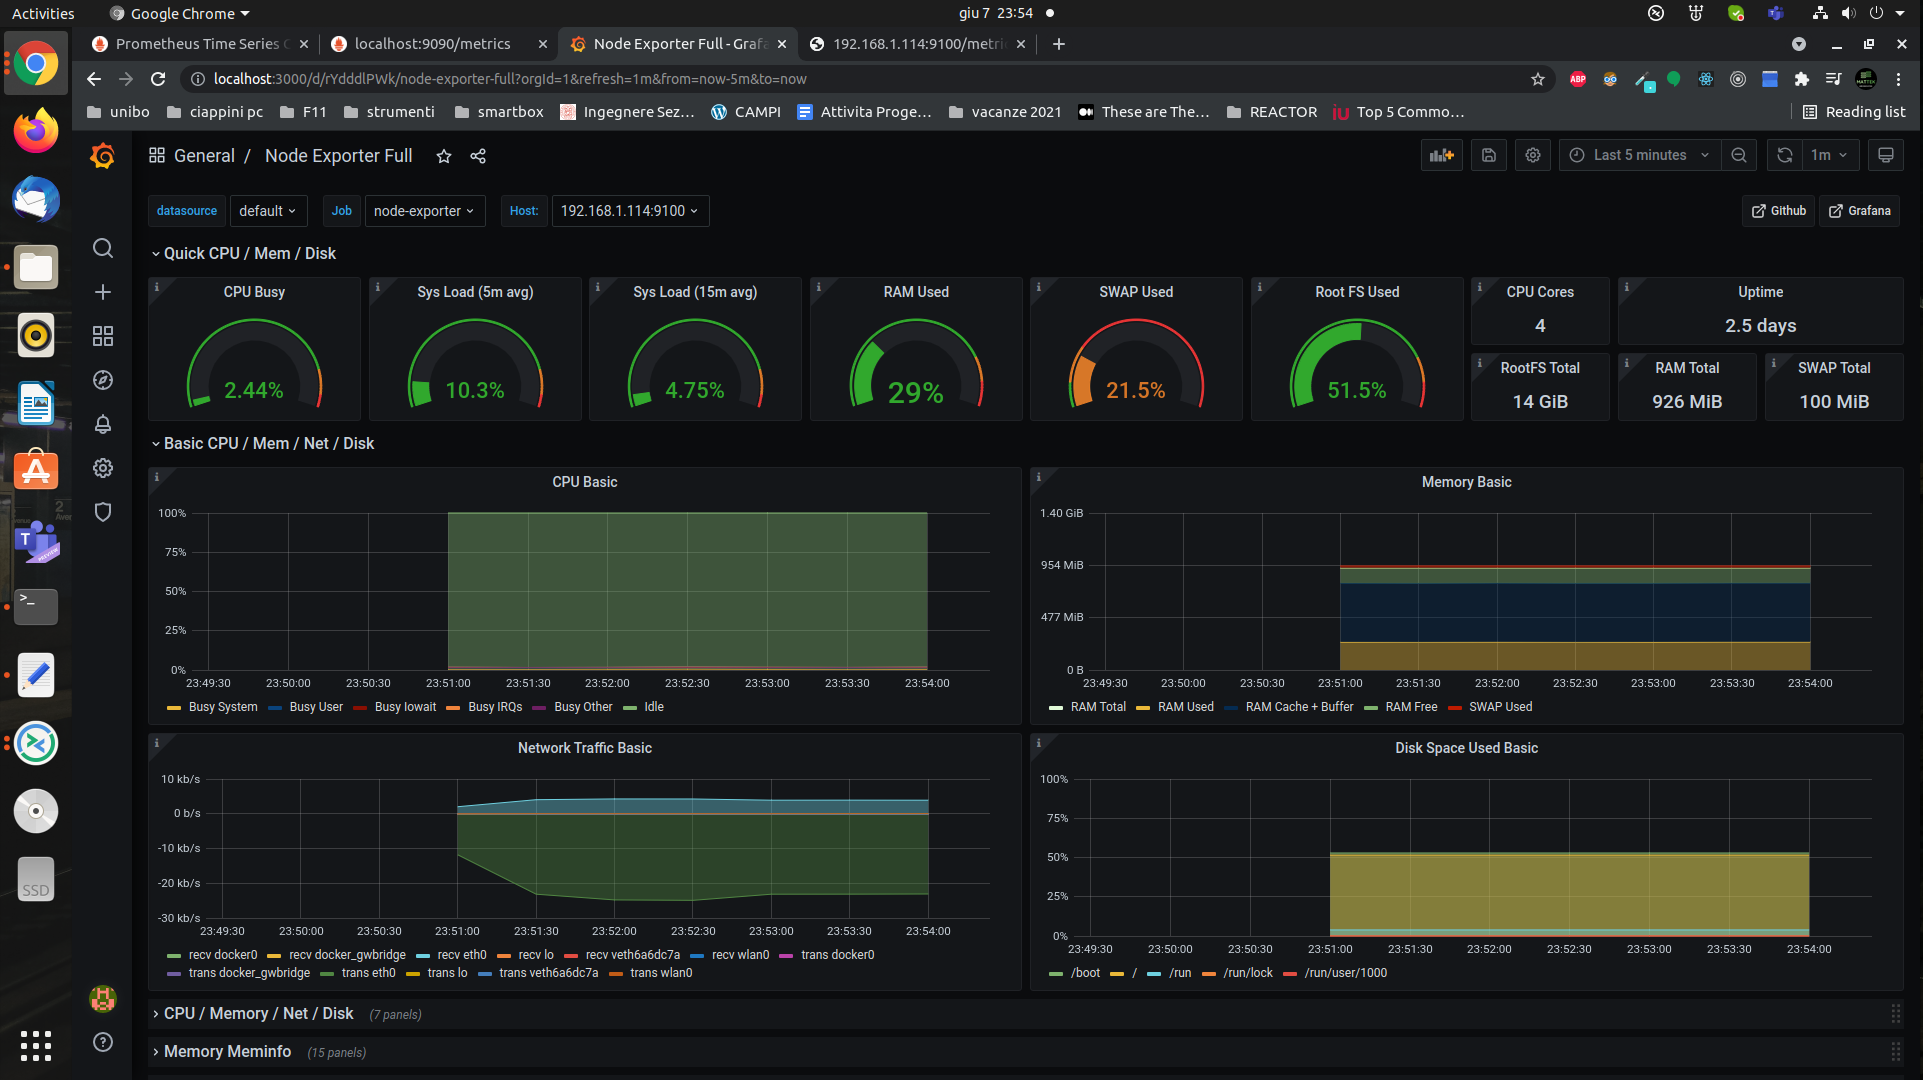 Activities Google Chrome giu 7 23:54
Prometheus Time Series localhost:9090/metrics Node Exporter Full - Grafa 192.168.1.114:9100/metri
localhost:3000/d/rYdddlPWk/node-exporter-full?orgId=1&refresh=1m&from=now-5m&to=now ABP
unibo ciappini pc F11 strumenti smartbox Ingegnere Sez... CAMPI Attivita Proge... vacanze 2021 These are The... REACTOR iu Top 5 Commo... Reading list
General / Node Exporter Full Last 5 minutes 1m
datasource default Job node-exporter Host: 192.168.1.114:9100 Github Grafana
Quick CPU / Mem / Disk
CPU Busy Sys Load (5m avg) Sys Load (15m avg) RAM Used SWAP Used Root FS Used CPU Cores Uptime
4 2.5 days
RootFS Total RAM Total SWAP Total
2.44% 10.3% 4.75% 29% 21.5% 51.5% 14 GiB 926 MiB 100 MiB
Basic CPU / Mem / Net / Disk
CPU Basic
100%
75%
50%
25%
0%
23:49:30 23:50:00 23:50:30 23:51:00 23:51:30 23:52:00 23:52:30 23:53:00 23:53:30 23:54:00
Busy System Busy User Busy Iowait Busy IRQs Busy Other Idle
Memory Basic
1.40 GiB
954 MiB
477 MiB
0 B
23:49:30 23:50:00 23:50:30 23:51:00 23:51:30 23:52:00 23:52:30 23:53:00 23:53:30 23:54:00
RAM Total RAM Used RAM Cache + Buffer RAM Free SWAP Used
Network Traffic Basic
10 kb/s
0 b/s
-10 kb/s
-20 kb/s
-30 kb/s
23:49:30 23:50:00 23:50:30 23:51:00 23:51:30 23:52:00 23:52:30 23:53:00 23:53:30 23:54:00
recv docker0 recv docker_gwbridge recv eth0 recv lo recv veth6a6dc7a recv wlan0 trans docker0
trans docker_gwbridge trans eth0 trans lo trans veth6a6dc7a trans wlan0
Disk Space Used Basic
100%
75%
50%
25%
0%
23:49:30 23:50:00 23:50:30 23:51:00 23:51:30 23:52:00 23:52:30 23:53:00 23:53:30 23:54:00
/boot / /run /run/lock /run/user/1000
CPU / Memory / Net / Disk (7 panels)
Memory Meminfo (15 panels)
T
PREVIEW
SSD